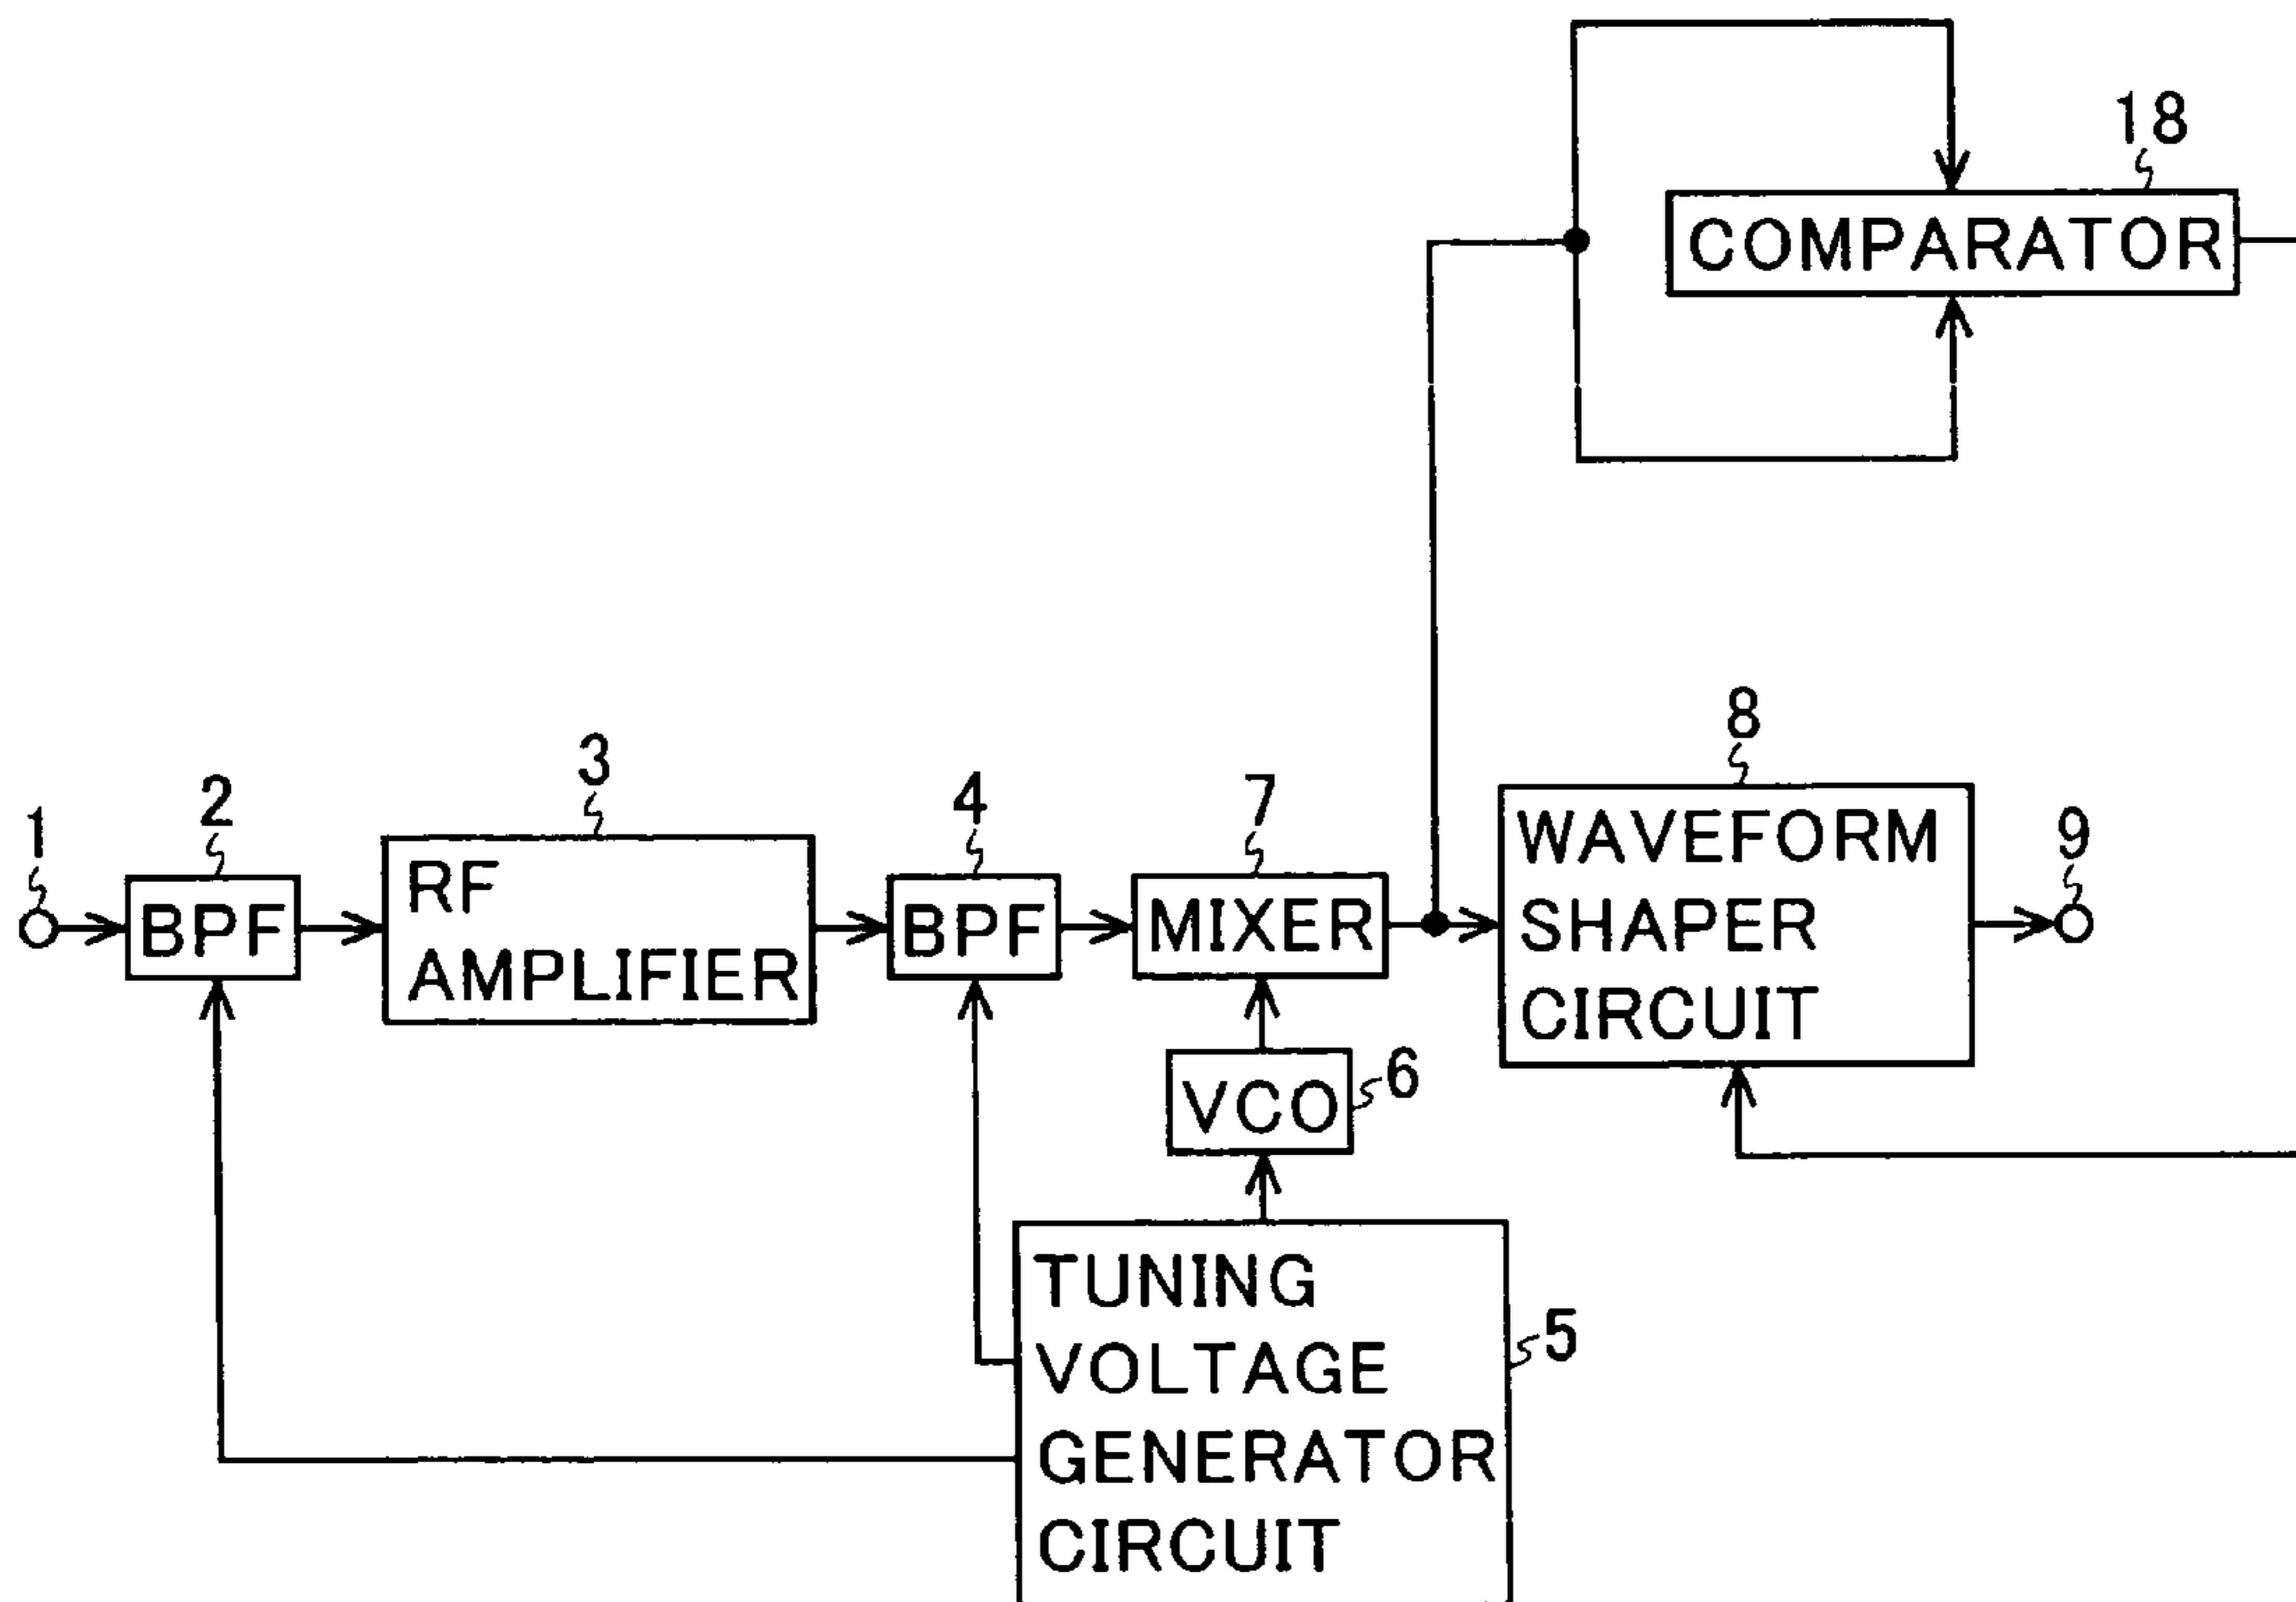 18
COMPARATOR
8
3
2
4
7
1
9
WAVEFORM
SHAPER
CIRCUIT
RF
AMPLIFIER
BPF
BPF
MIXER
6
VCO
TUNING
VOLTAGE
GENERATOR
CIRCUIT
5